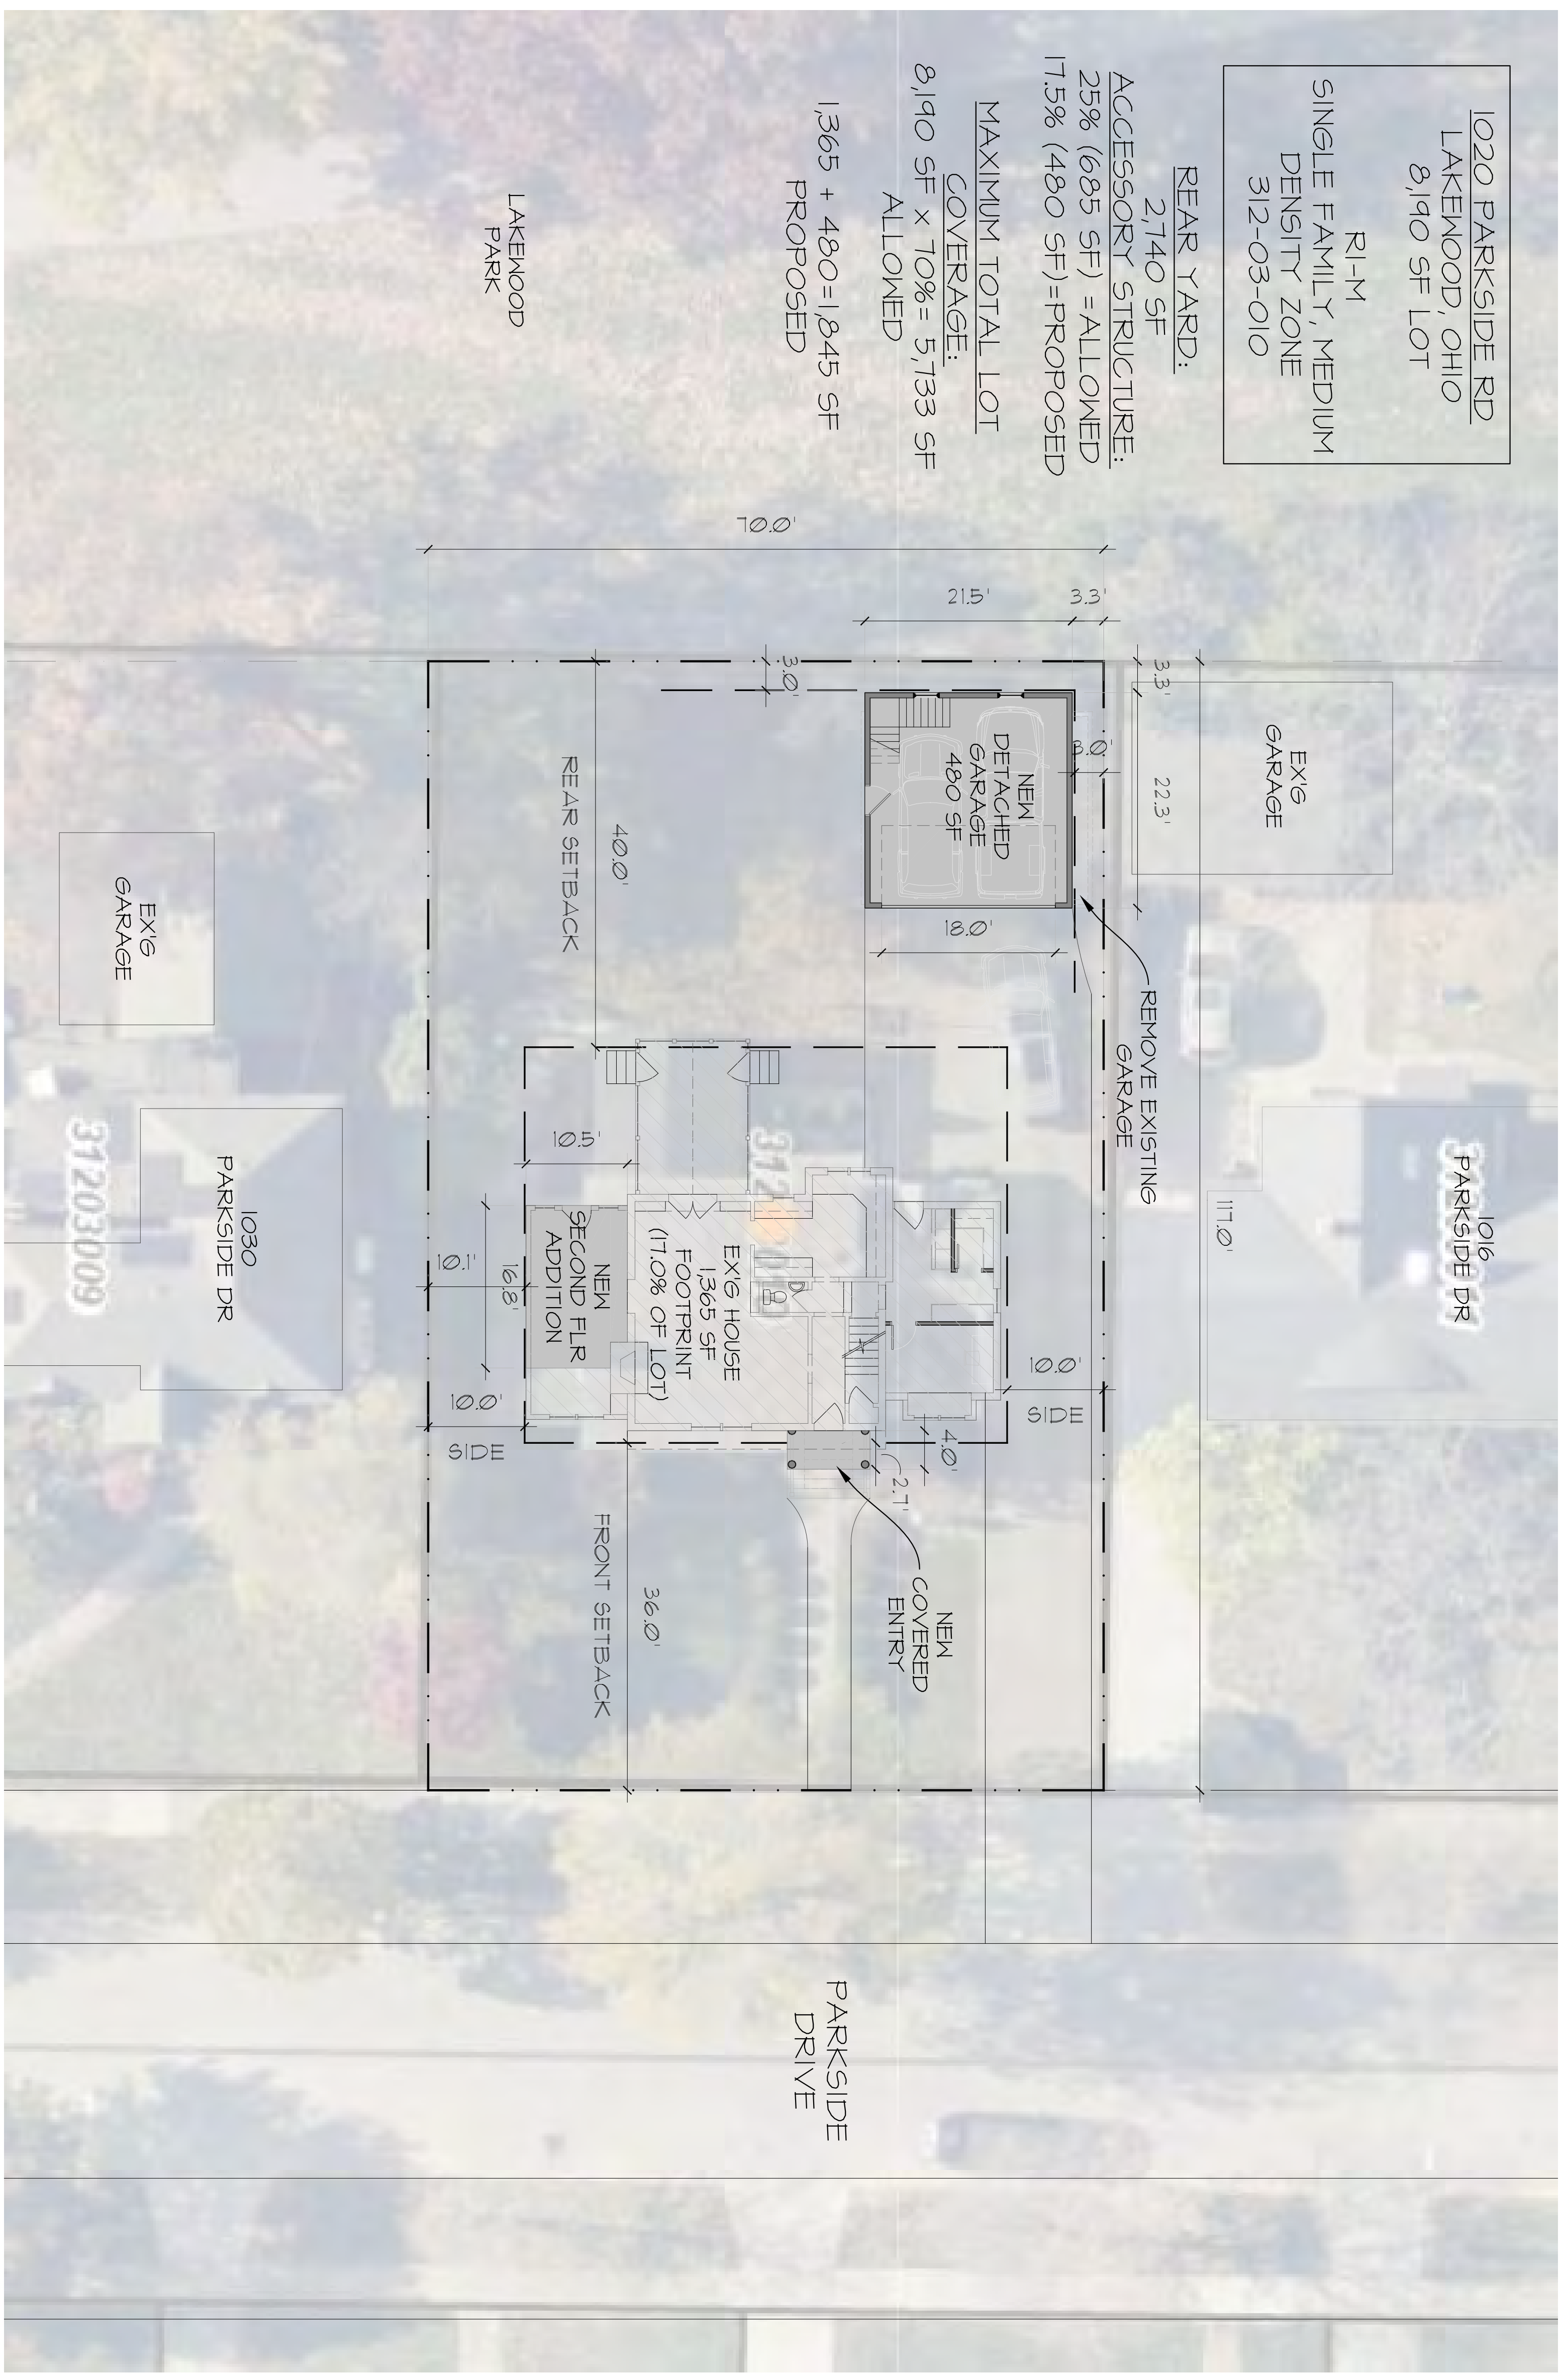 1020 PARKSIDE RD
LAKEWOOD, OHIO
8,190 SF LOT
R1-M
SINGLE FAMILY, MEDIUM
DENSITY ZONE
312-03-010
REAR YARD:
2,740 SF
ACCESSORY STRUCTURE:
25% (685 SF) =ALLOWED
17.5% (480 SF)=PROPOSED
MAXIMUM TOTAL LOT
COVERAGE:
8,190 SF x 70%= 5,733 SF
ALLOWED
1,365 + 480=1,845 SF
PROPOSED
LAKEWOOD
PARK
70.0'
21.5'
3.3'
3.3'
3.0'
3.0'
22.3'
EX'G
GARAGE
NEW
DETACHED
GARAGE
480 SF
18.0'
REMOVE EXISTING
GARAGE
40.0'
REAR SETBACK
EX'G
GARAGE
1016
PARKSIDE DR
117.0'
10.5'
312
EX'G HOUSE
1,365 SF
FOOTPRINT
(17.0% OF LOT)
NEW
SECOND FLR
ADDITION
16.8'
10.1'
10.0'
SIDE
10.0'
SIDE
1030
PARKSIDE DR
31203009
4.0'
2.7'
NEW
COVERED
ENTRY
36.0'
FRONT SETBACK
PARKSIDE
DRIVE